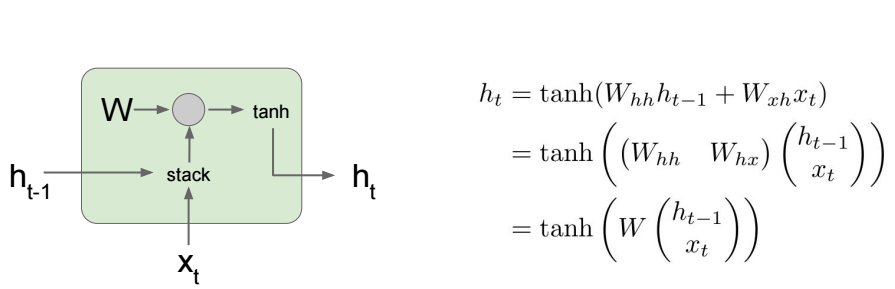 W
tanh
h_{t-1}
stack
h_t
x_t
h_t = tanh(W_{hh}h_{t-1} + W_{xh}x_t)
= tanh ( ( W_{hh} W_{hx} ) ( h_{t-1}
x_t ) )
= tanh ( W ( h_{t-1}
x_t ) )